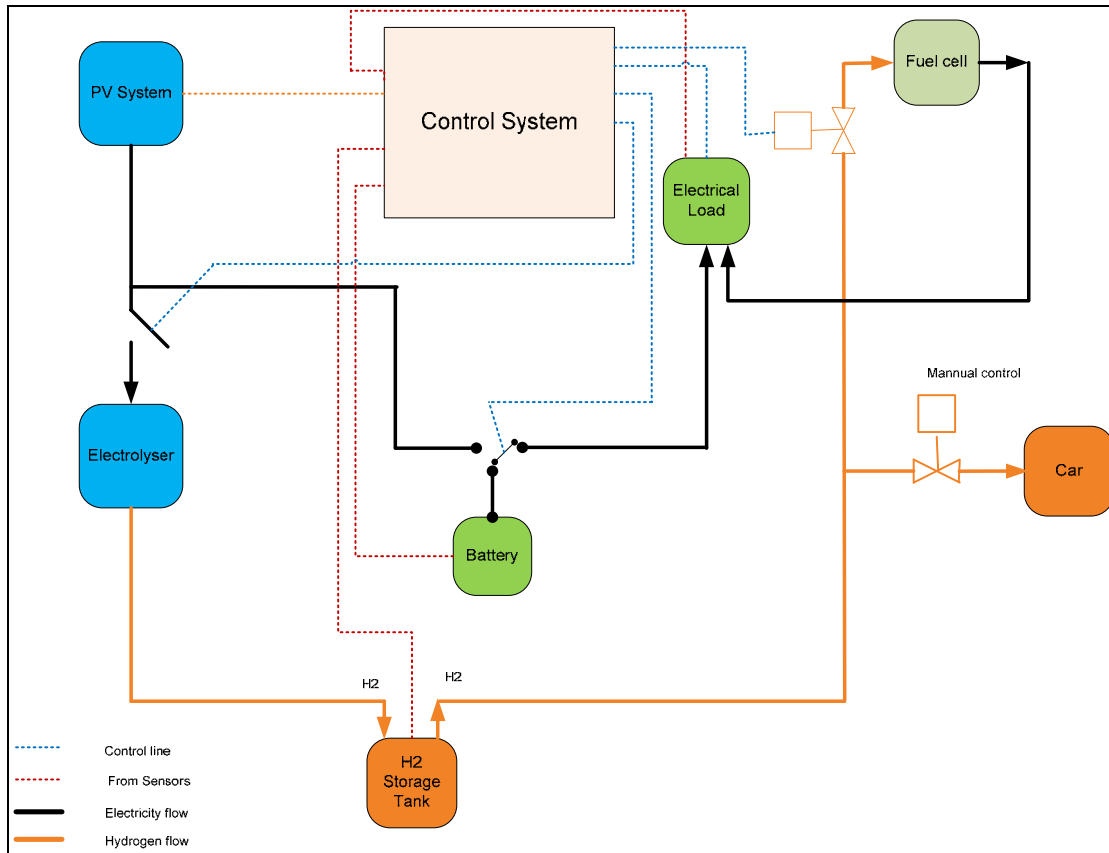 PV System
Control System
Fuel cell
Electrical
Load
Mannual control
Electrolyser
Car
Battery
H2
H2
H2
Storage
Tank
Control line
From Sensors
Electricity flow
Hydrogen flow